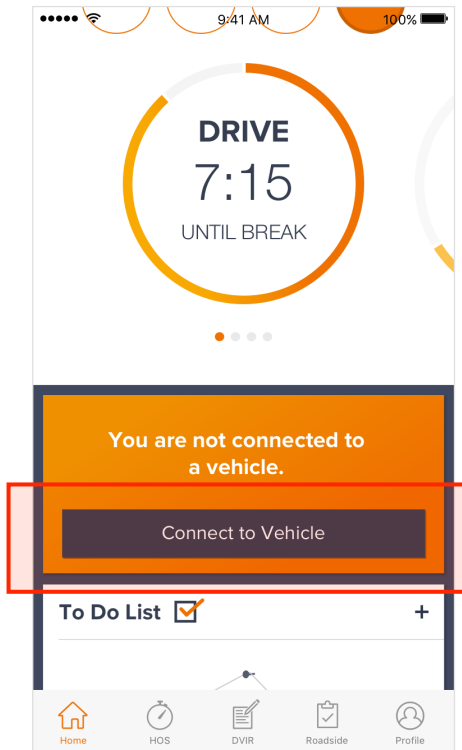 9:41 AM
100%
DRIVE
7:15
UNTIL BREAK
You are not connected to
a vehicle.
Connect to Vehicle
To Do List
+
Home HOS DVIR Roadside Profile